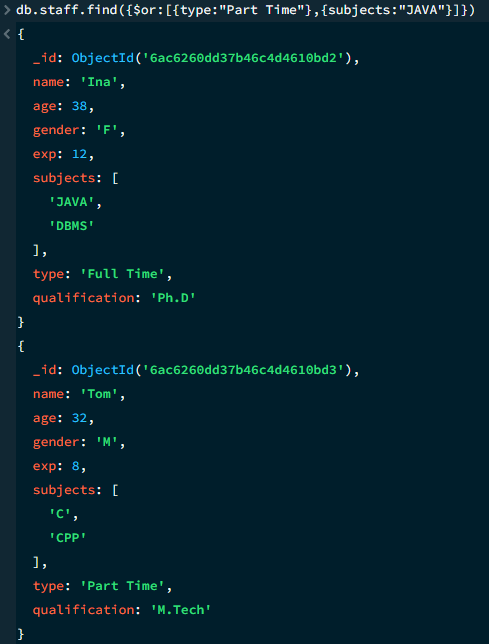 > db.staff.find({$or:[{type:"Part Time"},{subjects:"JAVA"}]})
< {
_id: ObjectId('6ac6260dd37b46c4d4610bd2'),
name: 'Ina',
age: 38,
gender: 'F',
exp: 12,
subjects: [
'JAVA',
'DBMS'
],
type: 'Full Time',
qualification: 'Ph.D'
}
{
_id: ObjectId('6ac6260dd37b46c4d4610bd3'),
name: 'Tom',
age: 32,
gender: 'M',
exp: 8,
subjects: [
'C',
'CPP'
],
type: 'Part Time',
qualification: 'M.Tech'
}